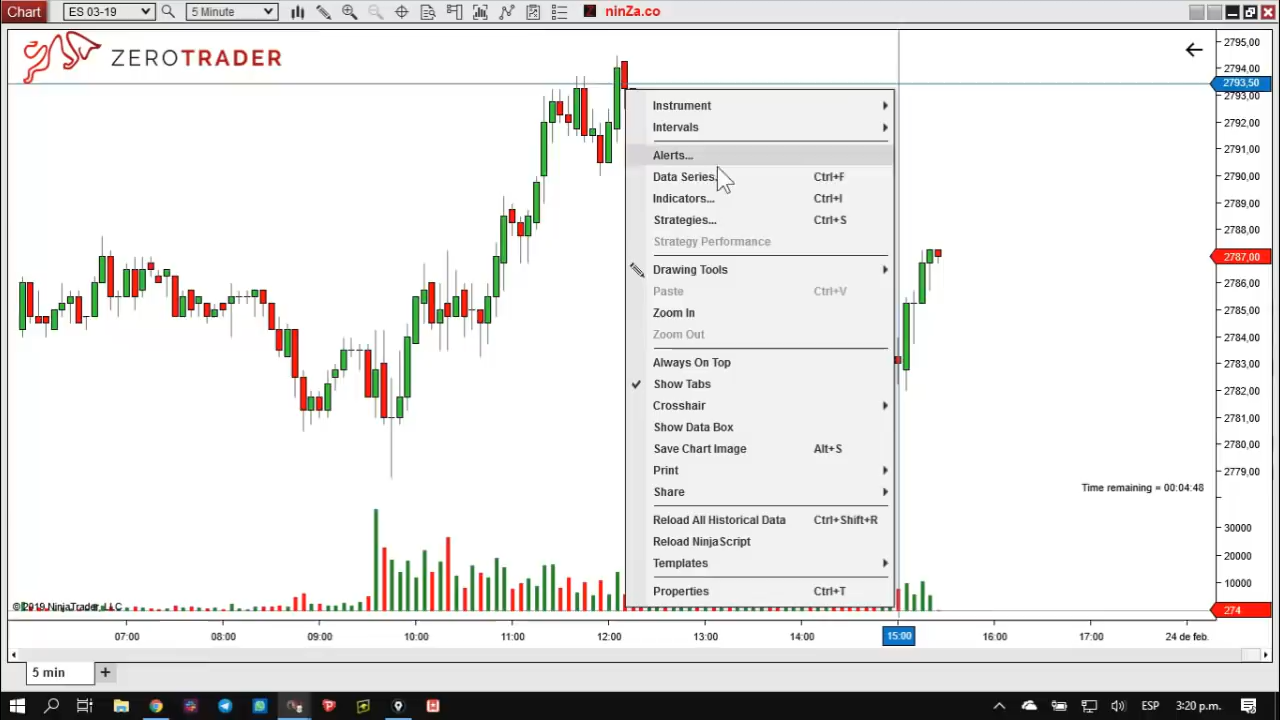 Chart
ES 03-19
5 Minute
ninZa.co
ZEROTRADER
2795,00
2794,00
2793,50
2793,00
2792,00
2791,00
2790,00
2789,00
2788,00
2787,00
2786,00
2785,00
2784,00
2783,00
2782,00
2781,00
2780,00
2779,00
Instrument
Intervals
Alerts...
Data Series. Ctrl+F
Indicators... Ctrl+I
Strategies... Ctrl+S
Strategy Performance
Drawing Tools
Paste Ctrl+V
Zoom In
Zoom Out
Always On Top
Show Tabs
Crosshair
Show Data Box
Save Chart Image Alt+S
Print
Share
Reload All Historical Data Ctrl+Shift+R
Reload NinjaScript
Templates
Properties Ctrl+T
Time remaining = 00:04:48
30000
20000
10000
274
© 2019 NinjaTrader, LLC
07:00 08:00 09:00 10:00 11:00 12:00 13:00 14:00 15:00 16:00 17:00 24 de feb.
5 min +
ESP 3:20 p.m.